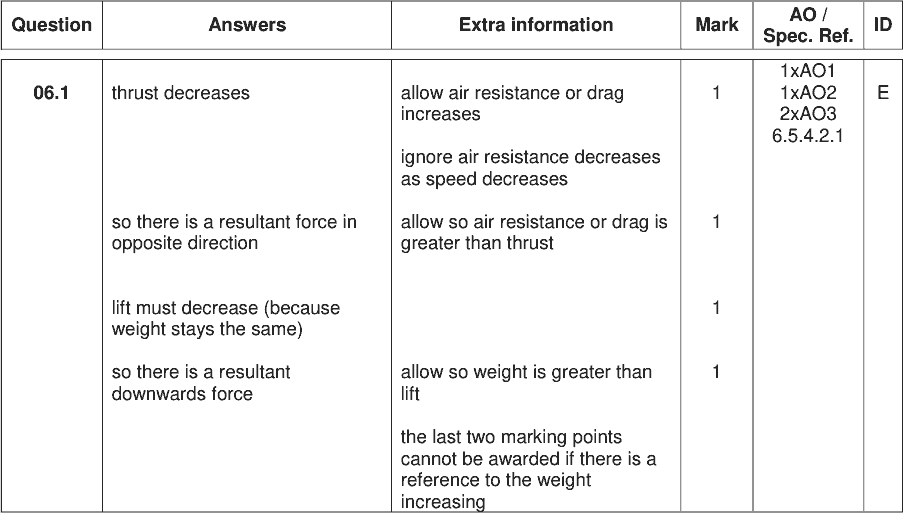 Question Answers Extra information Mark AO / Spec. Ref. ID
1xAO1
06.1 thrust decreases allow air resistance or drag 1 1xAO2 E
increases 2xAO3
6.5.4.2.1
ignore air resistance decreases
as speed decreases
so there is a resultant force in allow so air resistance or drag is 1
opposite direction greater than thrust
lift must decrease (because 1
weight stays the same)
so there is a resultant allow so weight is greater than 1
downwards force lift
the last two marking points
cannot be awarded if there is a
reference to the weight
increasing